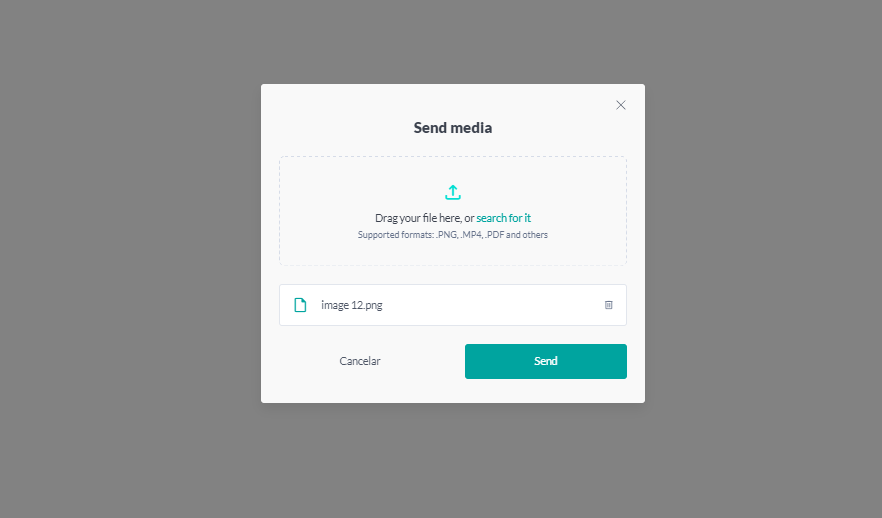 Send media
Drag your file here, or search for it
Supported formats: .PNG, .MP4, .PDF and others
image 12.png
Cancelar
Send